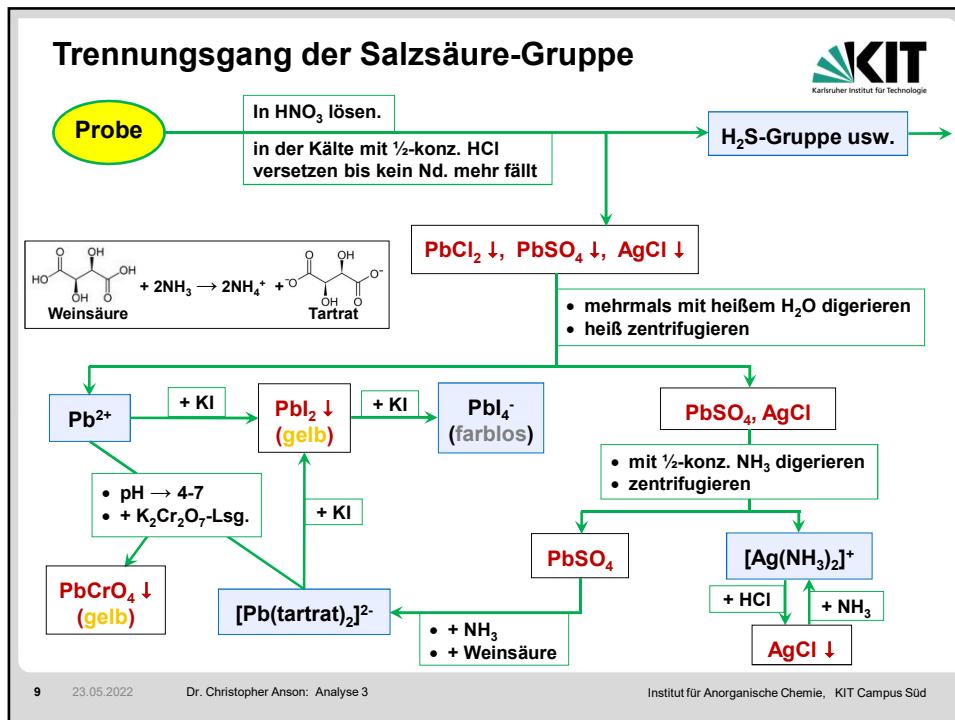 Trennungsgang der Salzsäure-Gruppe
KIT
Karlsruher Institut für Technologie
Probe
In HNO₃ lösen.
in der Kälte mit ½-konz. HCl
versetzen bis kein Nd. mehr fällt
H₂S-Gruppe usw.
PbCl₂ ↓, PbSO₄ ↓, AgCl ↓
O OH
HO OH
OH O
Weinsäure
+ 2NH₃ → 2NH₄⁺ +
O OH
⁻O O⁻
OH O
Tartrat
• mehrmals mit heißem H₂O digerieren
• heiß zentrifugieren
Pb²⁺
+ KI
PbI₂ ↓
(gelb)
+ KI
PbI₄⁻
(farblos)
PbSO₄, AgCl
• mit ½-konz. NH₃ digerieren
• zentrifugieren
• pH → 4-7
• + K₂Cr₂O₇-Lsg.
+ KI
PbSO₄
[Ag(NH₃)₂]⁺
PbCrO₄ ↓
(gelb)
[Pb(tartrat)₂]²⁻
• + NH₃
• + Weinsäure
+ HCl
+ NH₃
AgCl ↓
9 23.05.2022 Dr. Christopher Anson: Analyse 3 Institut für Anorganische Chemie, KIT Campus Süd